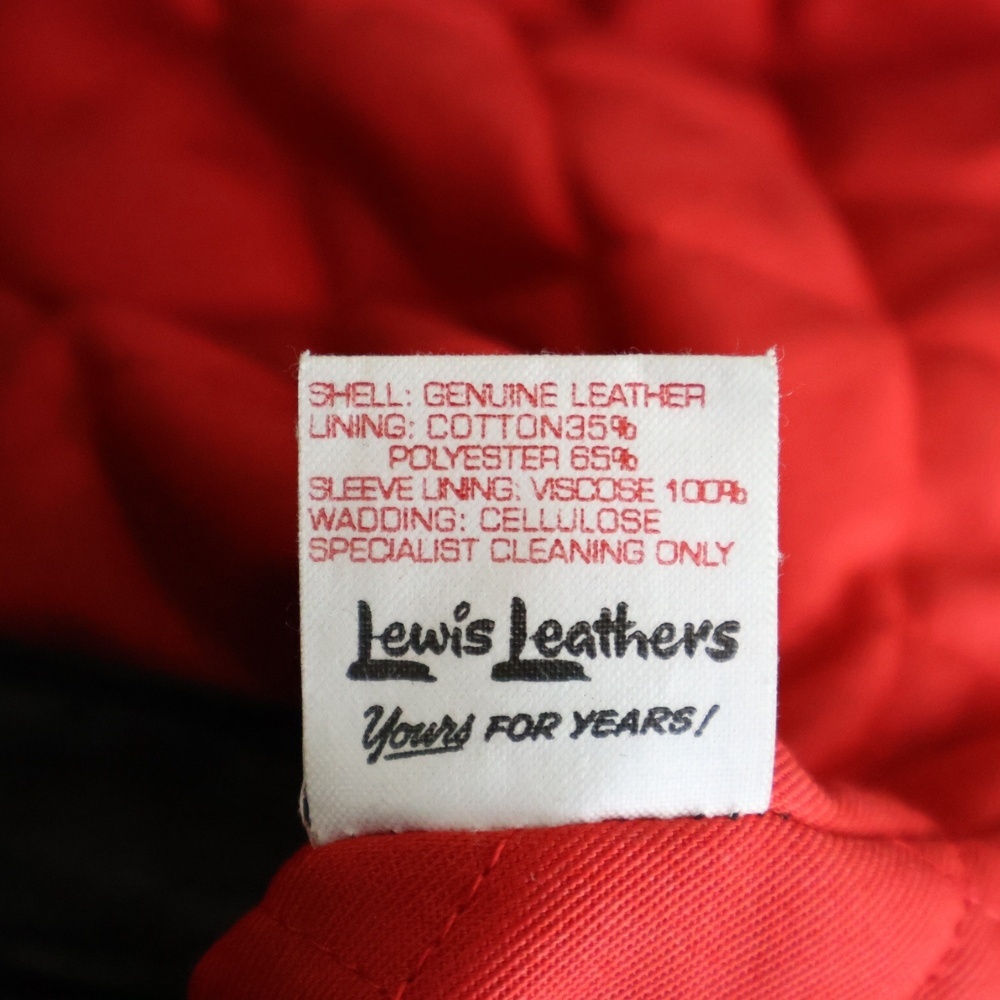 SHELL: GENUINE LEATHER
LINING: COTTON35%
POLYESTER 65%
SLEEVE LINING: VISCOSE 100%
WADDING: CELLULOSE
SPECIALIST CLEANING ONLY
Lewis Leathers
Yours FOR YEARS!